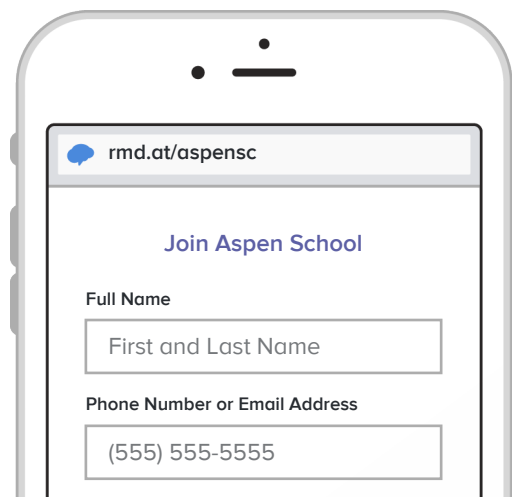 rmd.at/aspensc
Join Aspen School
Full Name
First and Last Name
Phone Number or Email Address
(555) 555-5555